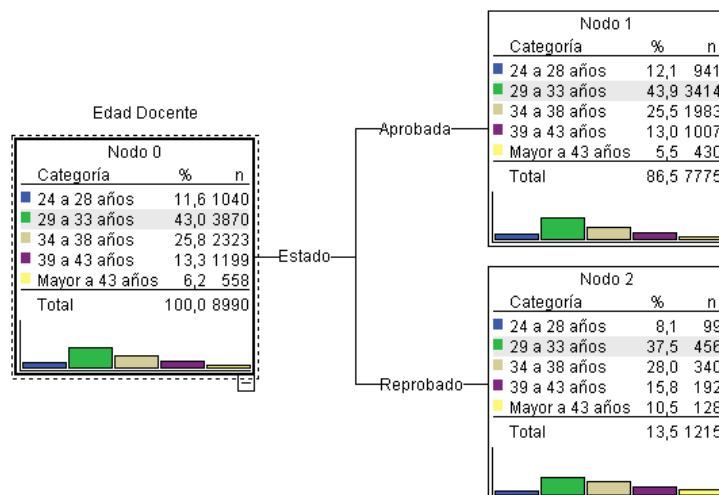 Edad Docente
Nodo 0
Categoría % n
24 a 28 años 11,6 1040
29 a 33 años 43,0 3870
34 a 38 años 25,8 2323
39 a 43 años 13,3 1199
Mayor a 43 años 6,2 558
Total 100,0 8990
Estado
Aprobada
Nodo 1
Categoría % n
24 a 28 años 12,1 941
29 a 33 años 43,9 3414
34 a 38 años 25,5 1983
39 a 43 años 13,0 1007
Mayor a 43 años 5,5 430
Total 86,5 7775
Reprobado
Nodo 2
Categoría % n
24 a 28 años 8,1 99
29 a 33 años 37,5 456
34 a 38 años 28,0 340
39 a 43 años 15,8 192
Mayor a 43 años 10,5 128
Total 13,5 1215